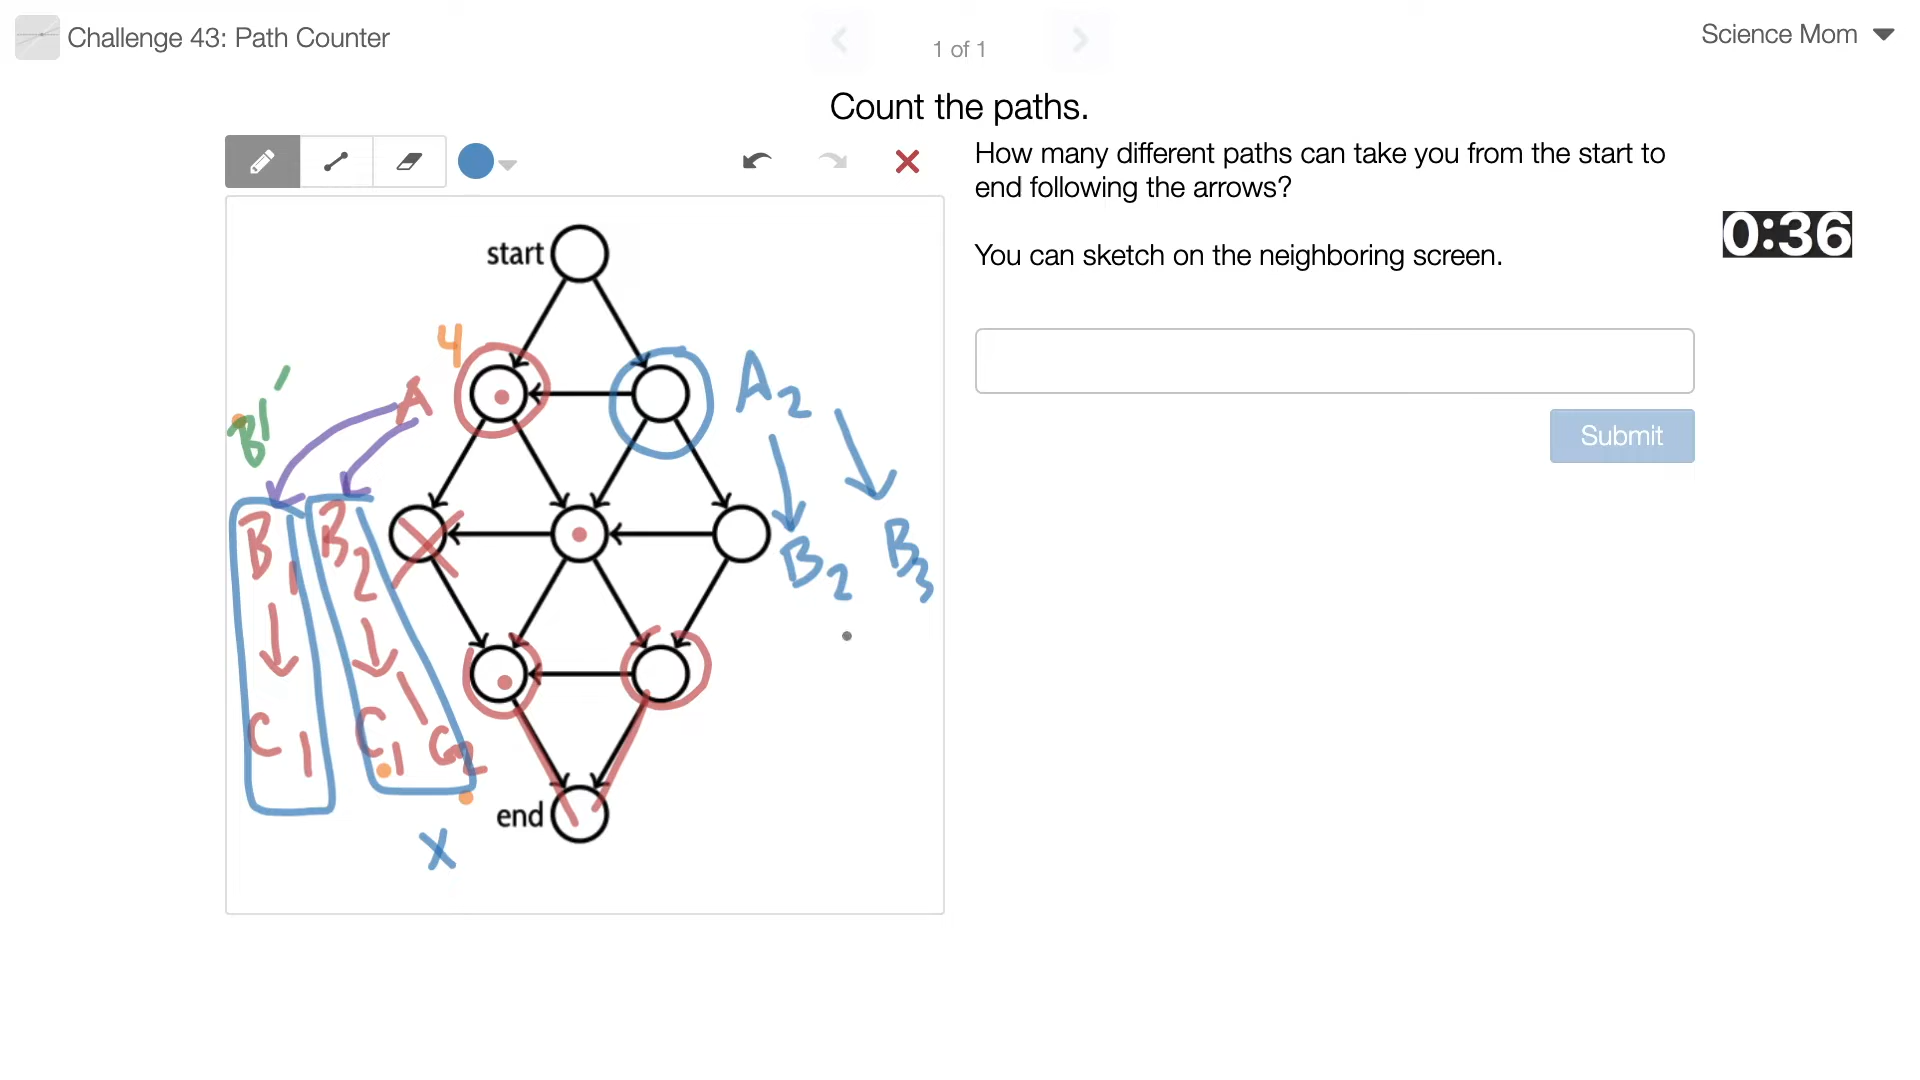 Challenge 43: Path Counter
1 of 1
Science Mom
Count the paths.
How many different paths can take you from the start to
end following the arrows?
0:36
You can sketch on the neighboring screen.
start
4
A
A2
B1
Submit
B1 B2
B2 B3
C1 C1 C2
end
X